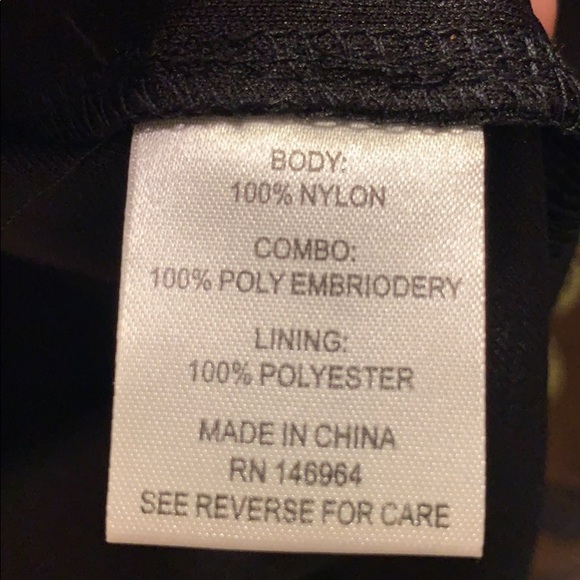 BODY:
100% NYLON
COMBO:
100% POLY EMBRIODERY
LINING:
100% POLYESTER
MADE IN CHINA
RN 146964
SEE REVERSE FOR CARE